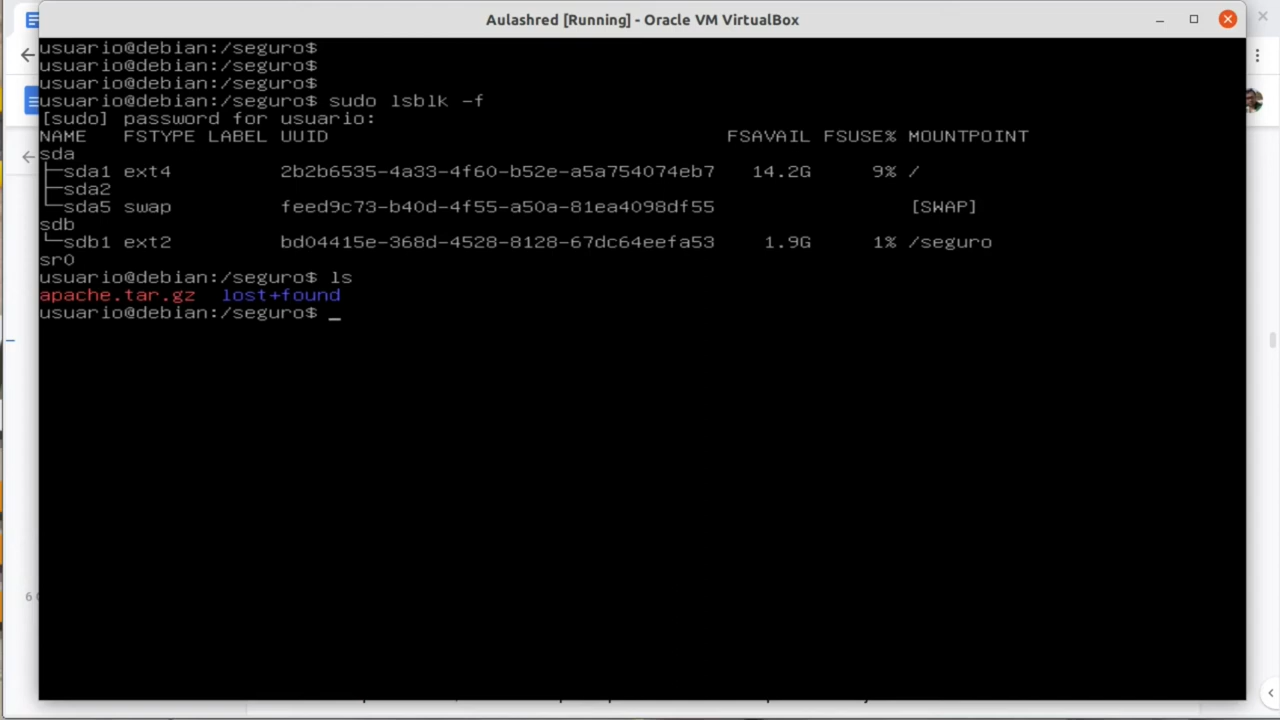 Aulashred [Running] - Oracle VM VirtualBox
usuario@debian:/seguro$
usuario@debian:/seguro$
usuario@debian:/seguro$
usuario@debian:/seguro$ sudo lsblk -f
[sudo] password for usuario:
NAME   FSTYPE LABEL UUID                                 FSAVAIL FSUSE% MOUNTPOINT
sda
├─sda1 ext4         2b2b6535-4a33-4f60-b52e-a5a754074eb7   14.2G     9% /
├─sda2
└─sda5 swap         feed9c73-b40d-4f55-a50a-81ea4098df55                [SWAP]
sdb
└─sdb1 ext2         bd04415e-368d-4528-8128-67dc64eefa53    1.9G     1% /seguro
sr0
usuario@debian:/seguro$ ls
apache.tar.gz  lost+found
usuario@debian:/seguro$ _